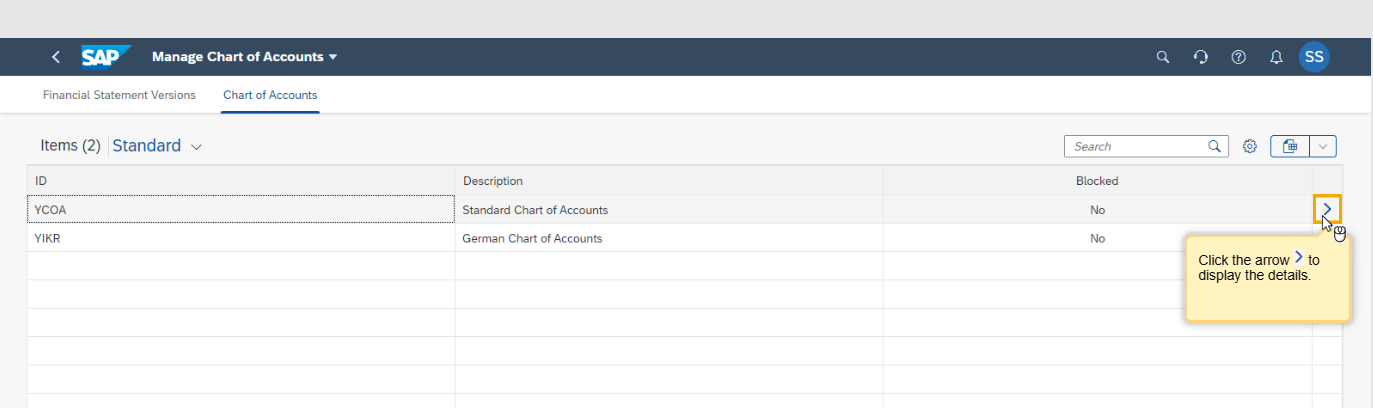 SAP Manage Chart of Accounts SS
Financial Statement Versions Chart of Accounts
Items (2) Standard Search
ID Description Blocked
YCOA Standard Chart of Accounts No
YIKR German Chart of Accounts No
Click the arrow > to
display the details.